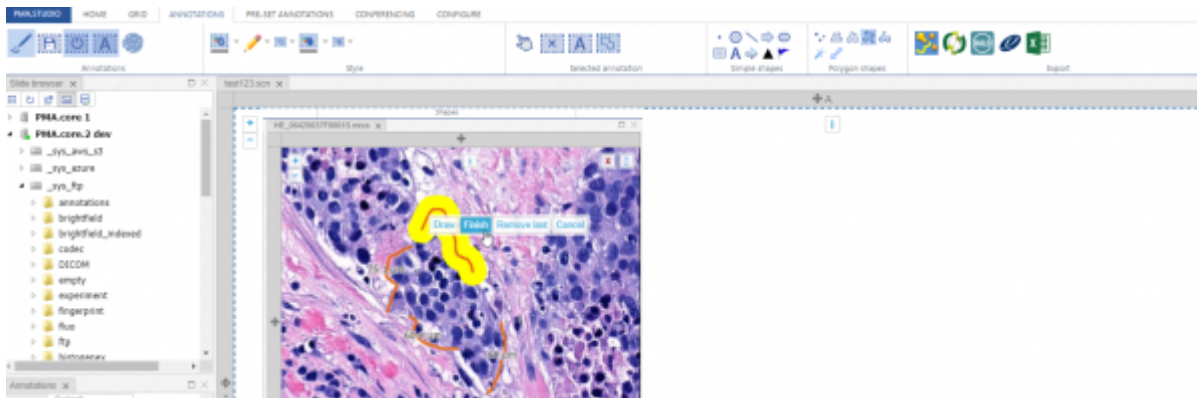 PMA.STUDIO HOME GRID ANNOTATIONS PRE-SET ANNOTATIONS CONFERENCING CONFIGURE
Annotations Style Selected annotation Simple shapes Polygon shapes Export
Slide browser x
test123.scn x
A
PMA.core 1
PMA.core.2 dev
_sys_aws_s3
_sys_azure
_sys_ftp
annotations
brightfield
brightfield_indexed
codec
DICOM
empty
experiment
fingerprint
fluo
ftp
histogenex
Annotations x
Shapes
Draw Finish Remove last Cancel